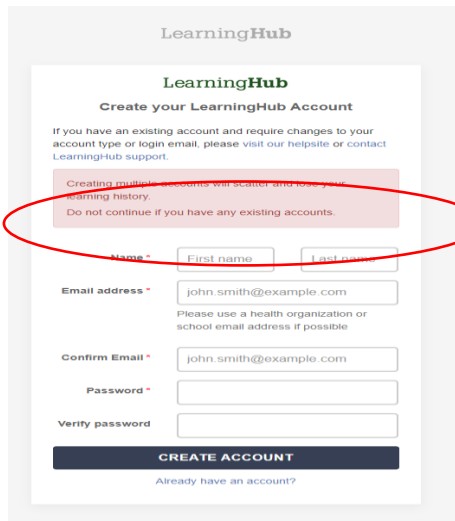 LearningHub
LearningHub
Create your LearningHub Account
If you have an existing account and require changes to your
account type or login email, please visit our helpsite or contact
LearningHub support.
Creating multiple accounts will scatter and lose your
learning history.
Do not continue if you have any existing accounts.
Name * First name Last name
Email address * john.smith@example.com
Please use a health organization or
school email address if possible
Confirm Email * john.smith@example.com
Password *
Verify password
CREATE ACCOUNT
Already have an account?